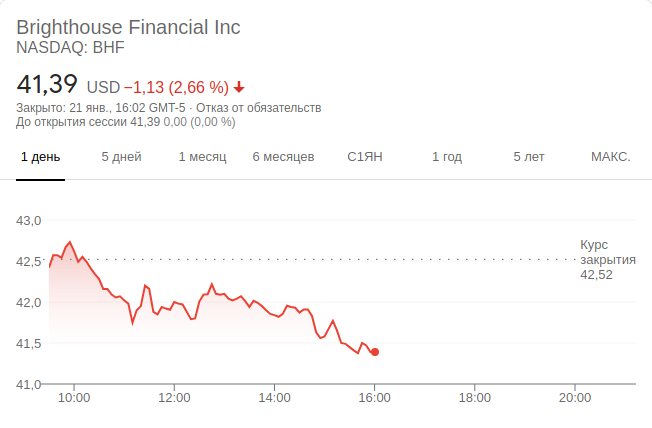 Brighthouse Financial Inc
NASDAQ: BHF
41,39 USD −1,13 (2,66 %)
Закрыто: 21 янв., 16:02 GMT-5 · Отказ от обязательств
До открытия сессии 41,39 0,00 (0,00 %)
1 день 5 дней 1 месяц 6 месяцев С1ЯН 1 год 5 лет МАКС.
43,0
Курс
42,5 закрытия
42,52
42,0
41,5
41,0
10:00 12:00 14:00 16:00 18:00 20:00